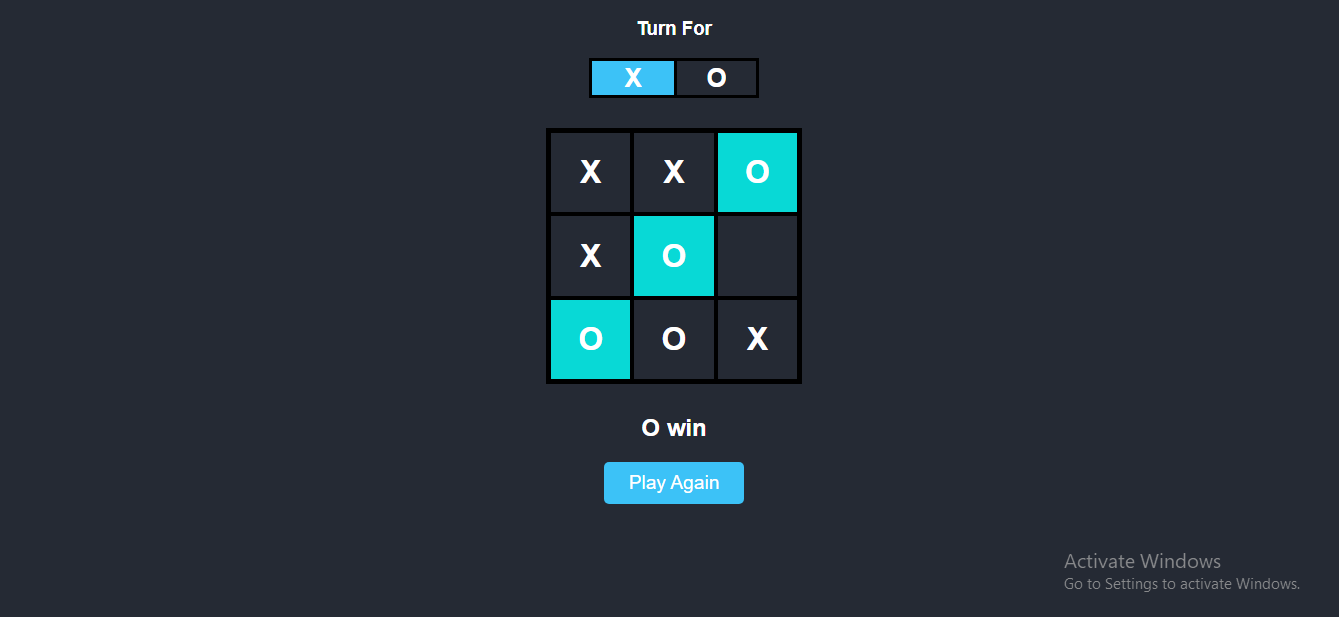 Turn For
X O
X X O
X O
O O X
O win
Play Again
Activate Windows
Go to Settings to activate Windows.